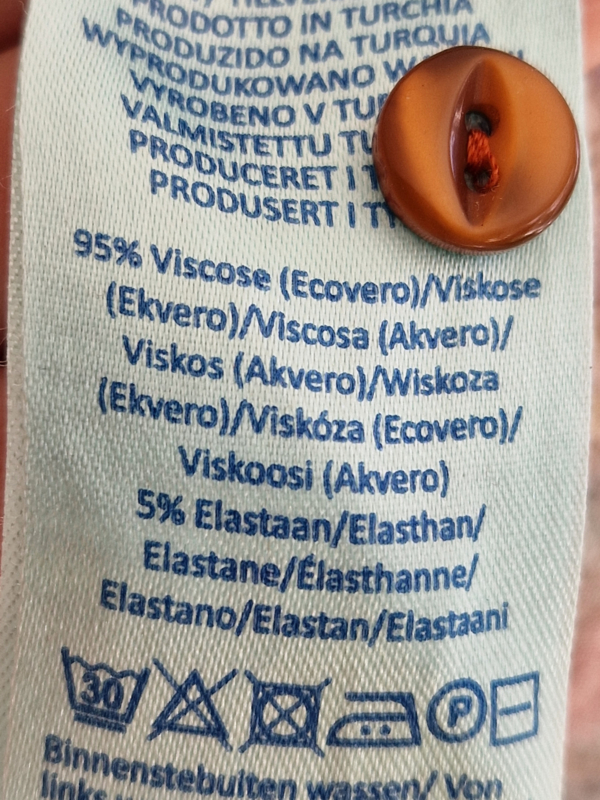 PRODOTTO IN TURCHIA
PRODUZIDO NA TURQUIA
WYPRODUKOWANO W
VYROBENO V
VALMISTETTU
PRODUCERET I
PRODUSERT I
95% Viscose (Ecovero)/Viskose
(Ekvero)/Viscosa (Akvero)/
Viskos (Akvero)/Wiskoza
(Ekvero)/Viskóza (Ecovero)/
Viskoosi (Akvero)
5% Elastaan/Elasthan/
Elastane/Élasthanne/
Elastano/Elastan/Elastaani
30 P
Binnenstebuiten wassen/ Von
links